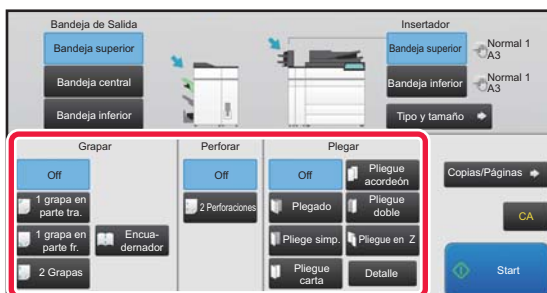 Bandeja de Salida
Insertador
Bandeja superior
Bandeja superior
Normal 1
A3
Bandeja central
Bandeja inferior
Normal 1
A3
Bandeja inferior
Tipo y tamaño
Grapar
Perforar
Plegar
Off
Off
Off
Pliegue
acordeón
Copias/Páginas
1 grapa en
parte tra.
2 Perforaciones
Plegado
Pliegue
doble
1 grapa en
parte fr.
Encua-
dernador
Pliege simp.
Pliegue en Z
CA
2 Grapas
Pliegue
carta
Detalle
Start